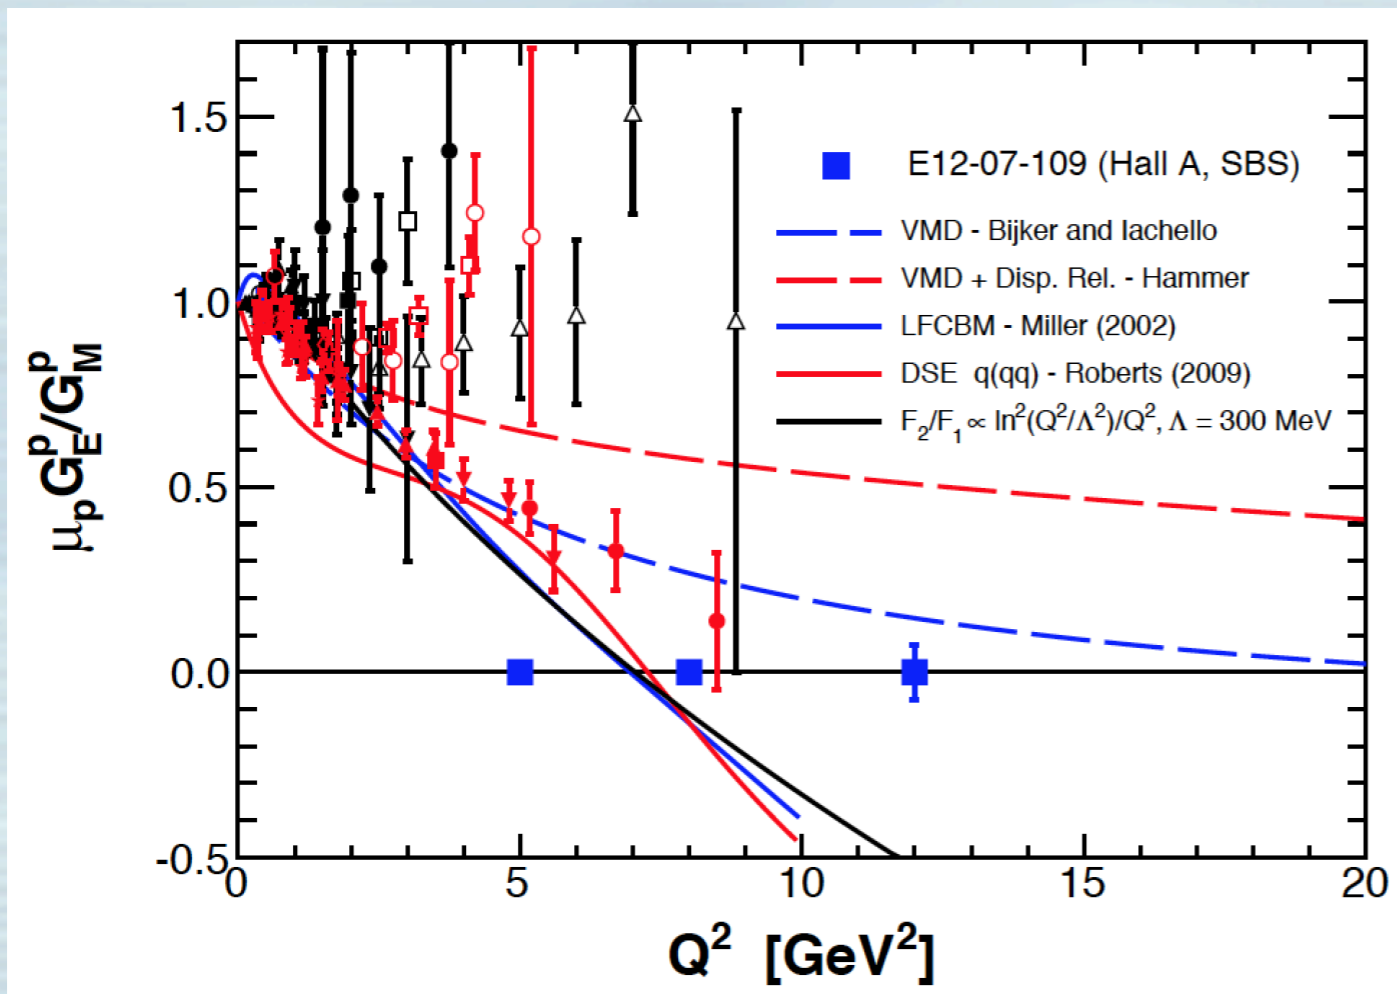 1.5
1.0
0.5
0.0
-0.5
μpGEp/GMp
E12-07-109 (Hall A, SBS)
VMD - Bijker and Iachello
VMD + Disp. Rel. - Hammer
LFCBM - Miller (2002)
DSE q(qq) - Roberts (2009)
F₂/F₁ ∝ ln²(Q²/Λ²)/Q², Λ = 300 MeV
0 5 10 15 20
Q² [GeV²]